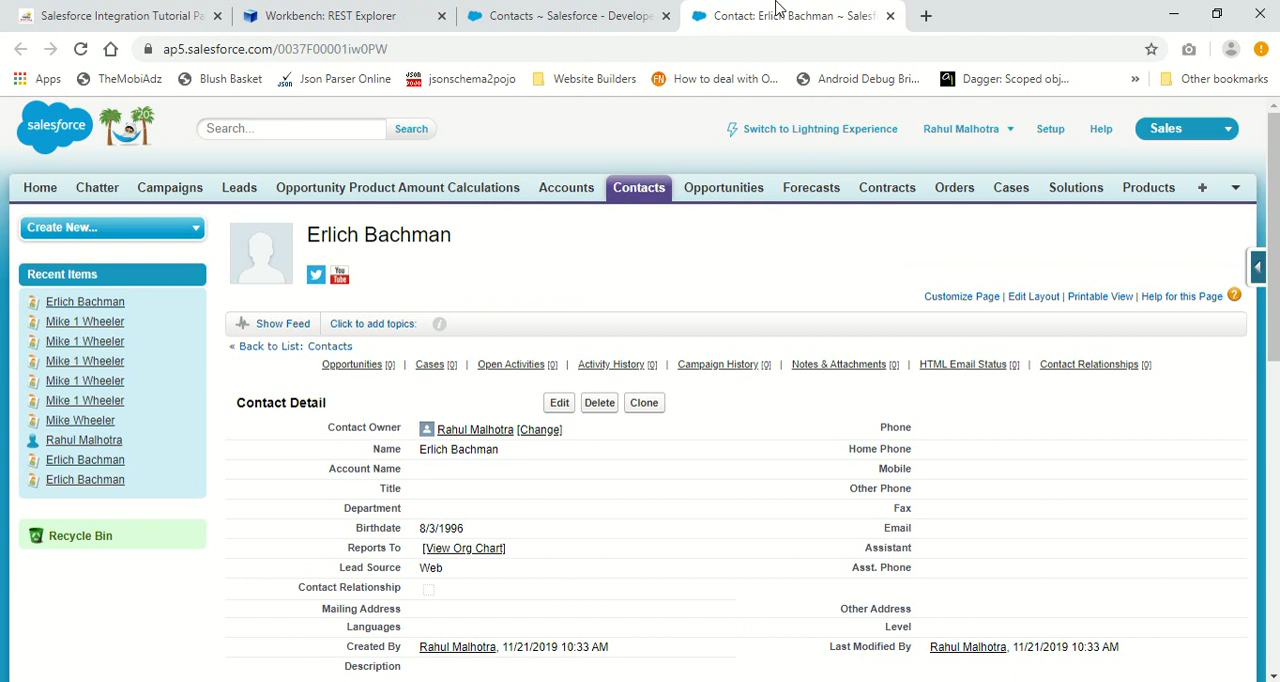 Salesforce Integration Tutorial Pa
Workbench: REST Explorer
Contacts ~ Salesforce - Develope
Contact: Erlich Bachman ~ Salesf
ap5.salesforce.com/0037F00001iw0PW
Apps
TheMobiAdz
Blush Basket
Json Parser Online
jsonschema2pojo
Website Builders
How to deal with O...
Android Debug Bri...
Dagger: Scoped obj...
»
Other bookmarks
salesforce
20
Search...
Search
Switch to Lightning Experience
Rahul Malhotra
Setup
Help
Sales
Home
Chatter
Campaigns
Leads
Opportunity Product Amount Calculations
Accounts
Contacts
Opportunities
Forecasts
Contracts
Orders
Cases
Solutions
Products
+
Create New...
Recent Items
Erlich Bachman
Mike 1 Wheeler
Mike 1 Wheeler
Mike 1 Wheeler
Mike 1 Wheeler
Mike 1 Wheeler
Mike Wheeler
Rahul Malhotra
Erlich Bachman
Erlich Bachman
Recycle Bin
Erlich Bachman
You Tube
Customize Page | Edit Layout | Printable View | Help for this Page
Show Feed
Click to add topics:
« Back to List: Contacts
Opportunities [0] | Cases [0] | Open Activities [0] | Activity History [0] | Campaign History [0] | Notes & Attachments [0] | HTML Email Status [0] | Contact Relationships [0]
Contact Detail
Edit
Delete
Clone
Contact Owner Rahul Malhotra [Change]
Phone
Name Erlich Bachman
Home Phone
Account Name
Mobile
Title
Other Phone
Department
Fax
Birthdate 8/3/1996
Email
Reports To [View Org Chart]
Assistant
Lead Source Web
Asst. Phone
Contact Relationship
Mailing Address
Other Address
Languages
Level
Created By Rahul Malhotra, 11/21/2019 10:33 AM
Last Modified By Rahul Malhotra, 11/21/2019 10:33 AM
Description